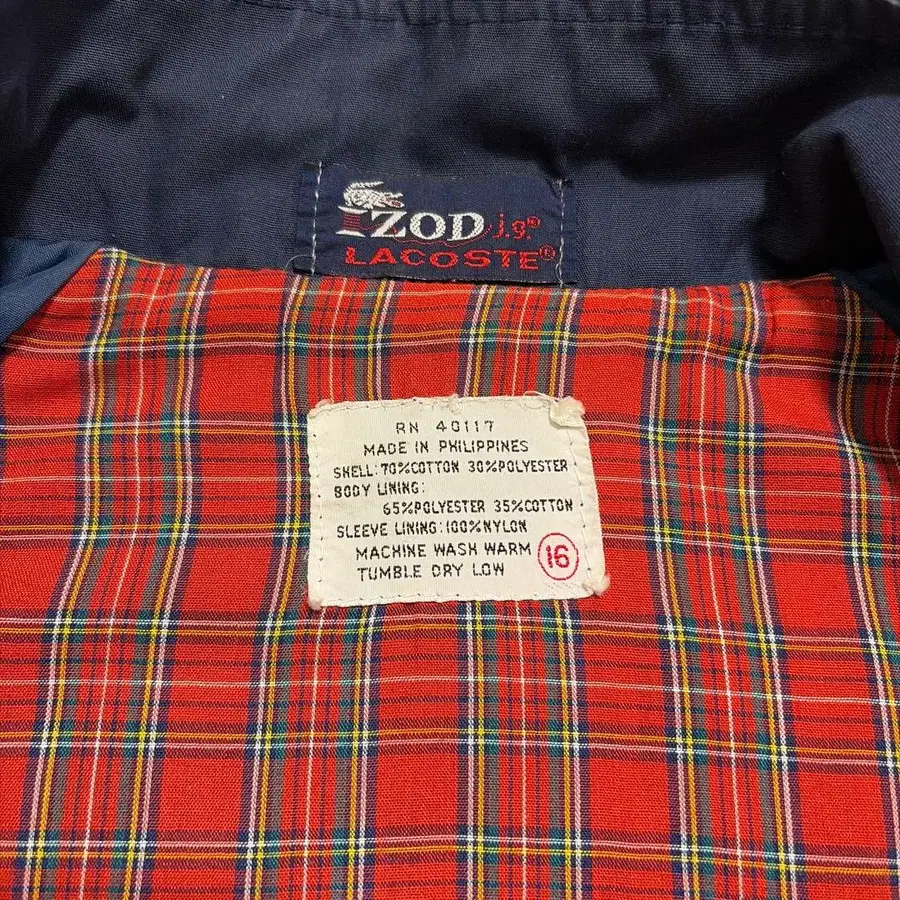 IZOD j.g.®
LACOSTE®
RN 40117
MADE IN PHILIPPINES
SHELL: 70%COTTON 30%POLYESTER
BODY LINING:
65%POLYESTER 35%COTTON
SLEEVE LINING: 100%NYLON
MACHINE WASH WARM
TUMBLE DRY LOW
16